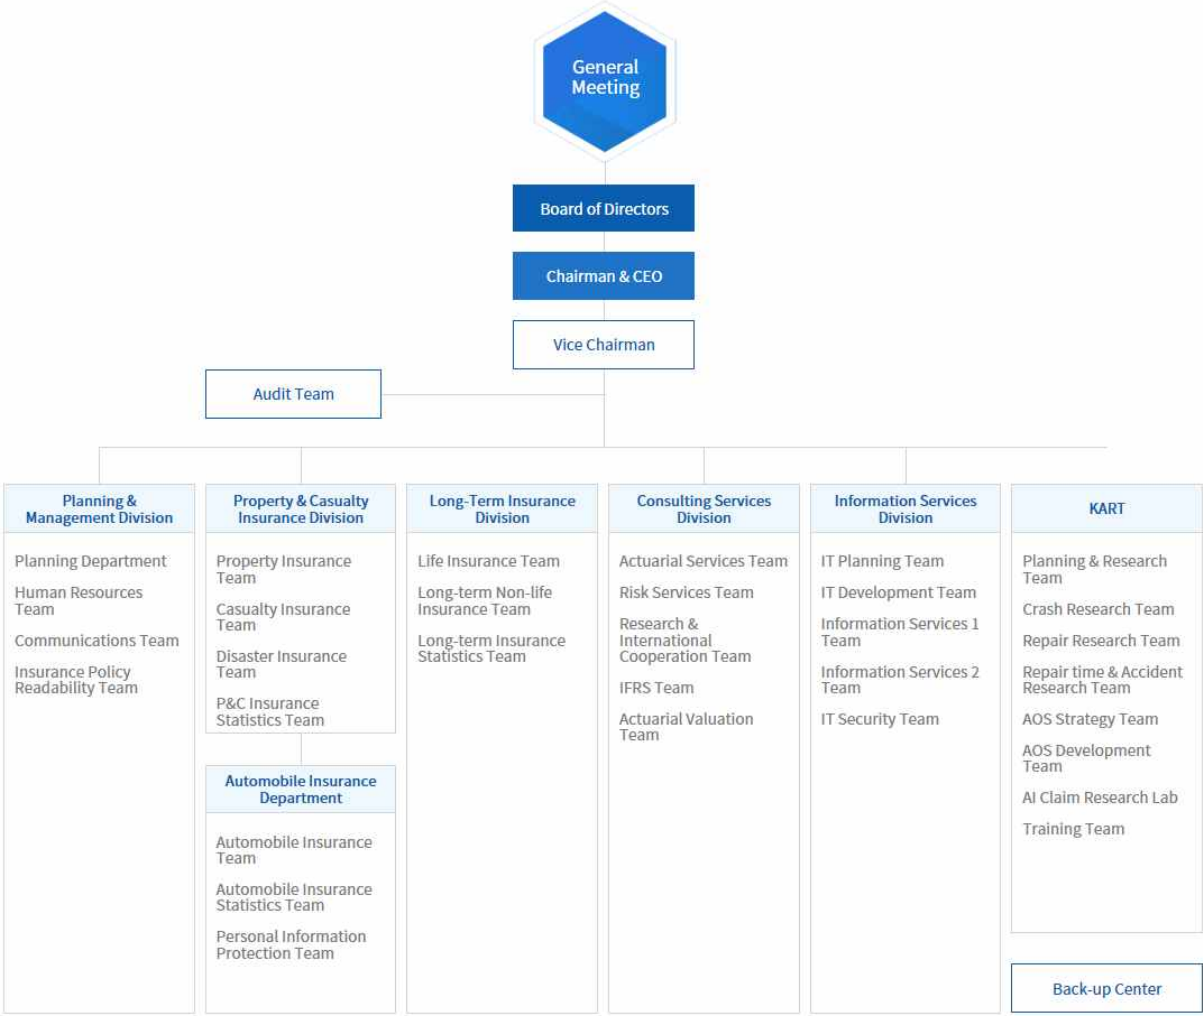 General
Meeting
Board of Directors
Chairman & CEO
Vice Chairman
Audit Team
Planning &
Management Division
Planning Department
Human Resources
Team
Communications Team
Insurance Policy
Readability Team
Property & Casualty
Insurance Division
Property Insurance
Team
Casualty Insurance
Team
Disaster Insurance
Team
P&C Insurance
Statistics Team
Automobile Insurance
Department
Automobile Insurance
Team
Automobile Insurance
Statistics Team
Personal Information
Protection Team
Long-Term Insurance
Division
Life Insurance Team
Long-term Non-life
Insurance Team
Long-term Insurance
Statistics Team
Consulting Services
Division
Actuarial Services Team
Risk Services Team
Research &
International
Cooperation Team
IFRS Team
Actuarial Valuation
Team
Information Services
Division
IT Planning Team
IT Development Team
Information Services 1
Team
Information Services 2
Team
IT Security Team
KART
Planning & Research
Team
Crash Research Team
Repair Research Team
Repair time & Accident
Research Team
AOS Strategy Team
AOS Development
Team
AI Claim Research Lab
Training Team
Back-up Center